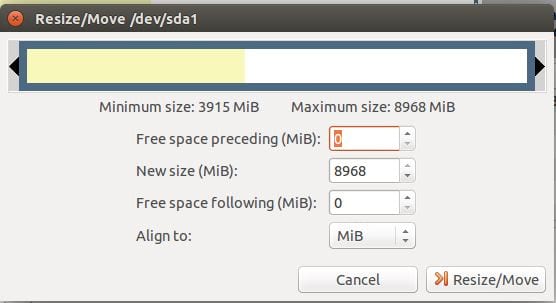 Resize/Move /dev/sda1
Minimum size: 3915 MiB Maximum size: 8968 MiB
Free space preceding (MiB): 0
New size (MiB): 8968
Free space following (MiB): 0
Align to: MiB
Cancel Resize/Move